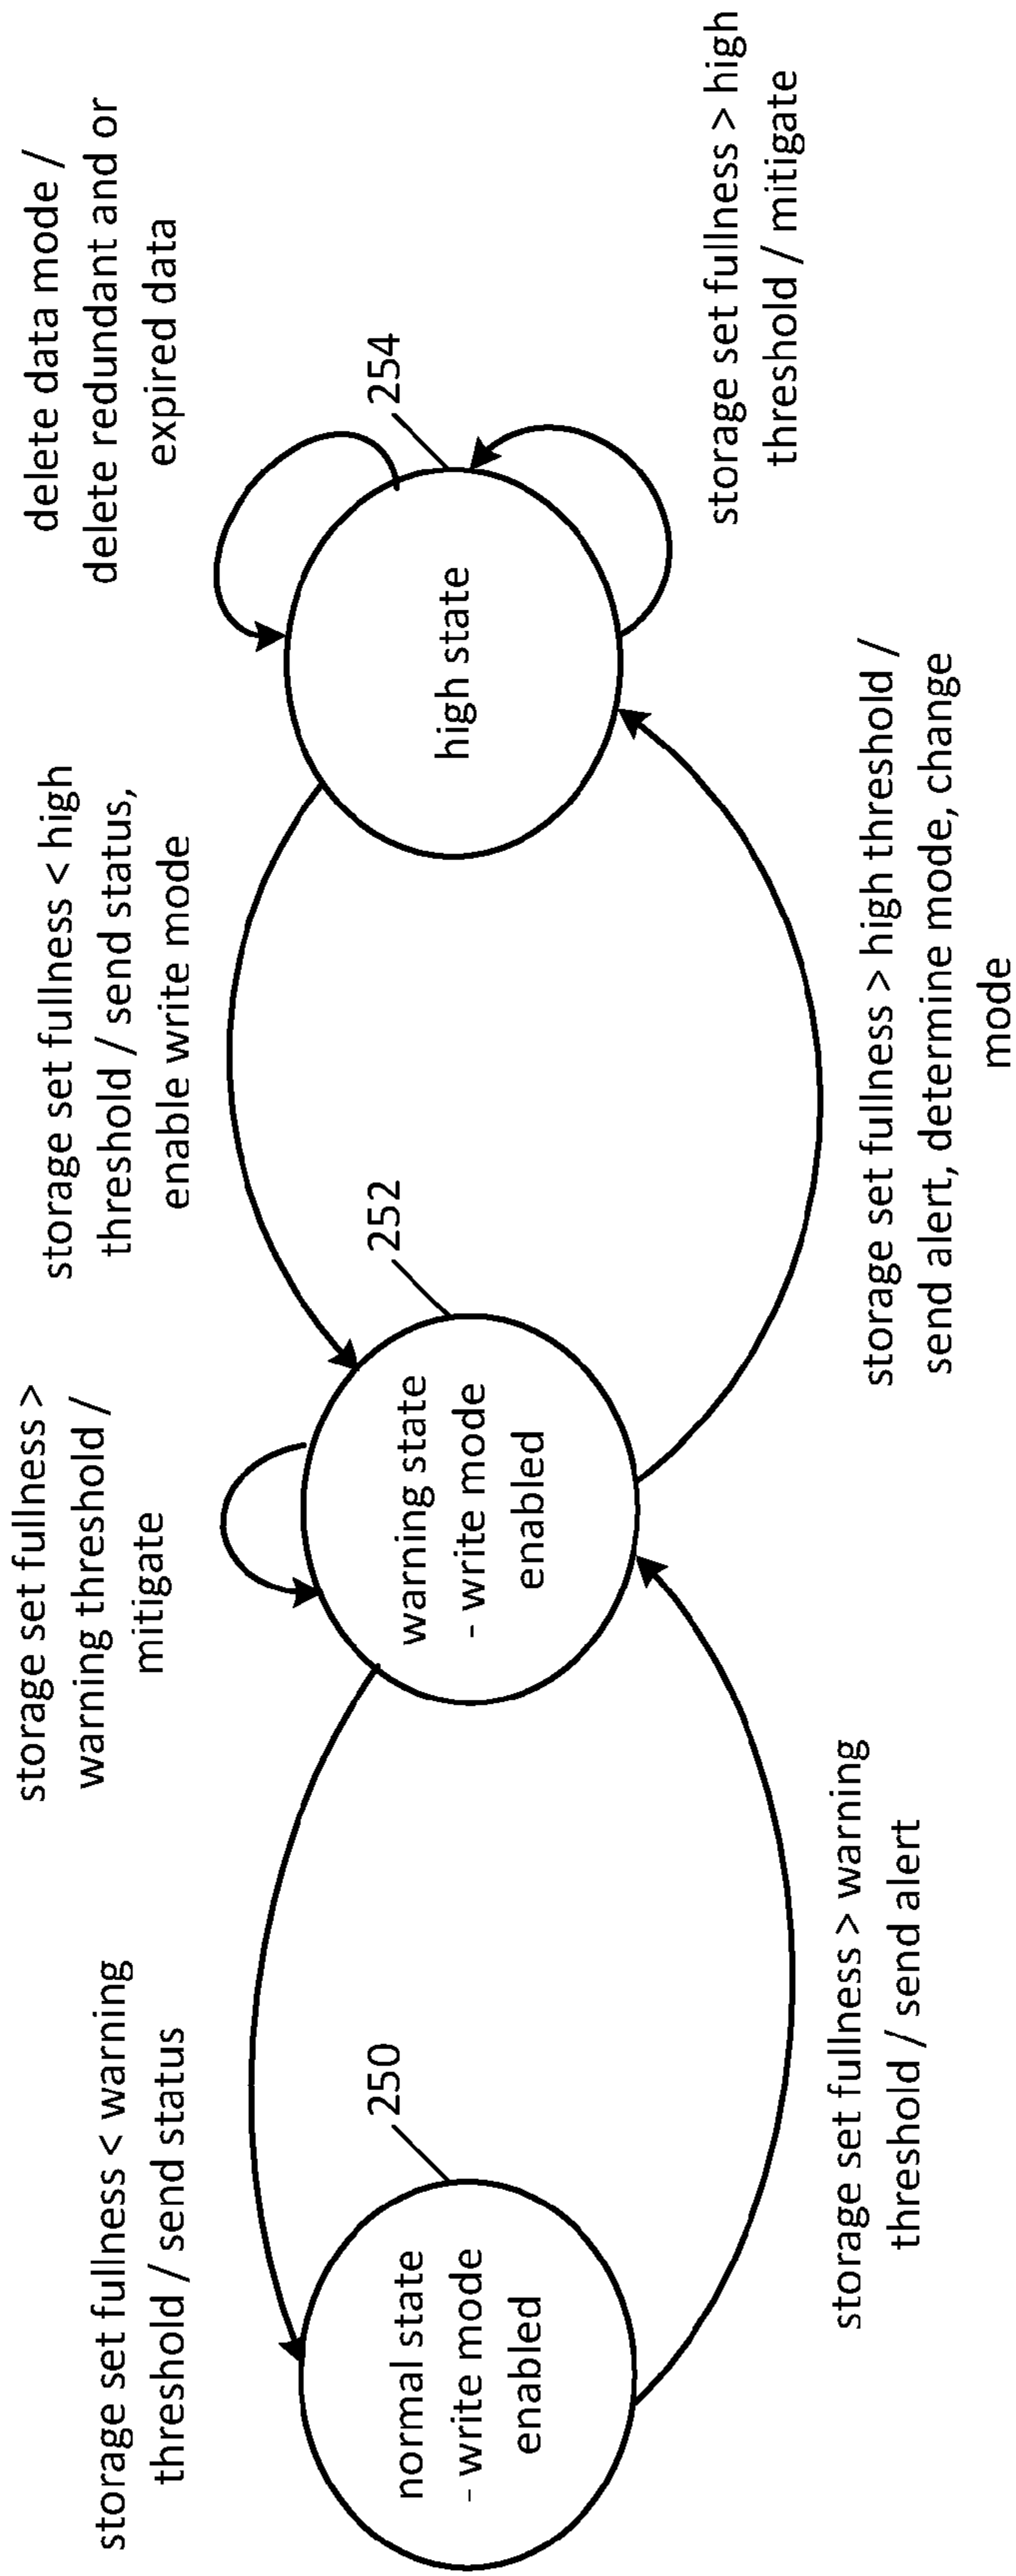 storage set fullness < warning
threshold / send status
storage set fullness >
warning threshold /
mitigate
storage set fullness < high
threshold / send status,
enable write mode
delete data mode /
delete redundant and or
expired data
250
252
254
normal state
- write mode
enabled
warning state
- write mode
enabled
high state
storage set fullness > warning
threshold / send alert
storage set fullness > high threshold /
send alert, determine mode, change
mode
storage set fullness > high
threshold / mitigate